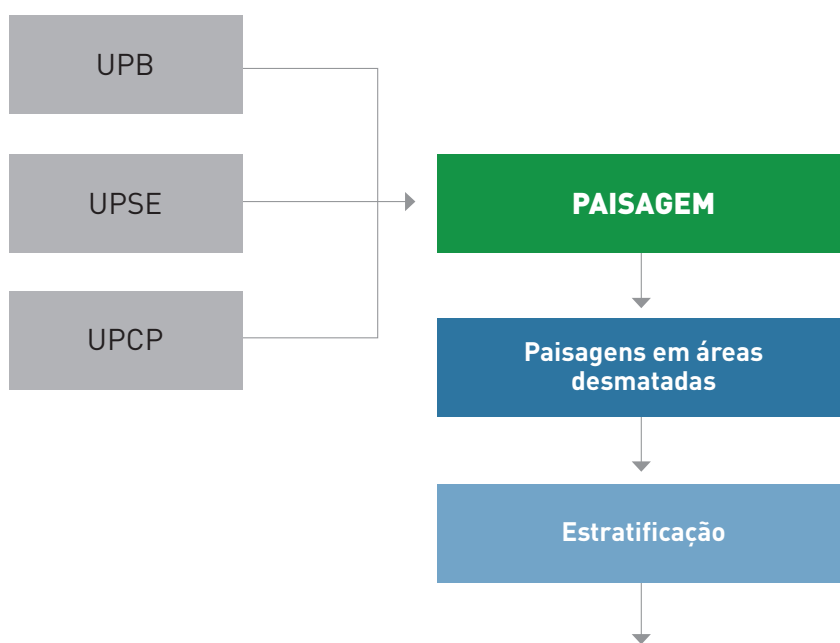 UPB
UPSE
UPCP
PAISAGEM
Paisagens em áreas
desmatadas
Estratificação